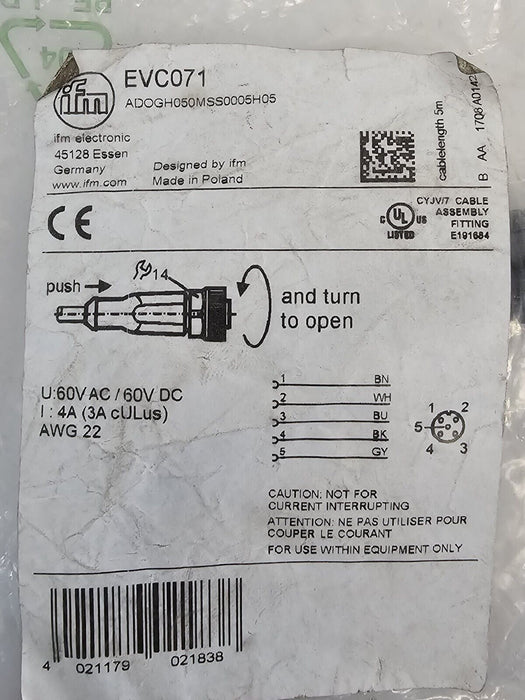 ifm
EVC071
ADOGH050MSS0005H05
ifm electronic
45128 Essen
Germany
www.ifm.com
Designed by ifm
Made in Poland
cablelength 5m
B AA 1708 A0142
CE
C UL US
LISTED
CYJV/7 CABLE
ASSEMBLY
FITTING
E191684
push
14
and turn
to open
U:60V AC / 60V DC
I : 4A (3A cULus)
AWG 22
1 BN
2 WH
3 BU
4 BK
5 GY
1 2
5
4 3
CAUTION: NOT FOR
CURRENT INTERRUPTING
ATTENTION: NE PAS UTILISER POUR
COUPER LE COURANT
FOR USE WITHIN EQUIPMENT ONLY
4 021179 021838